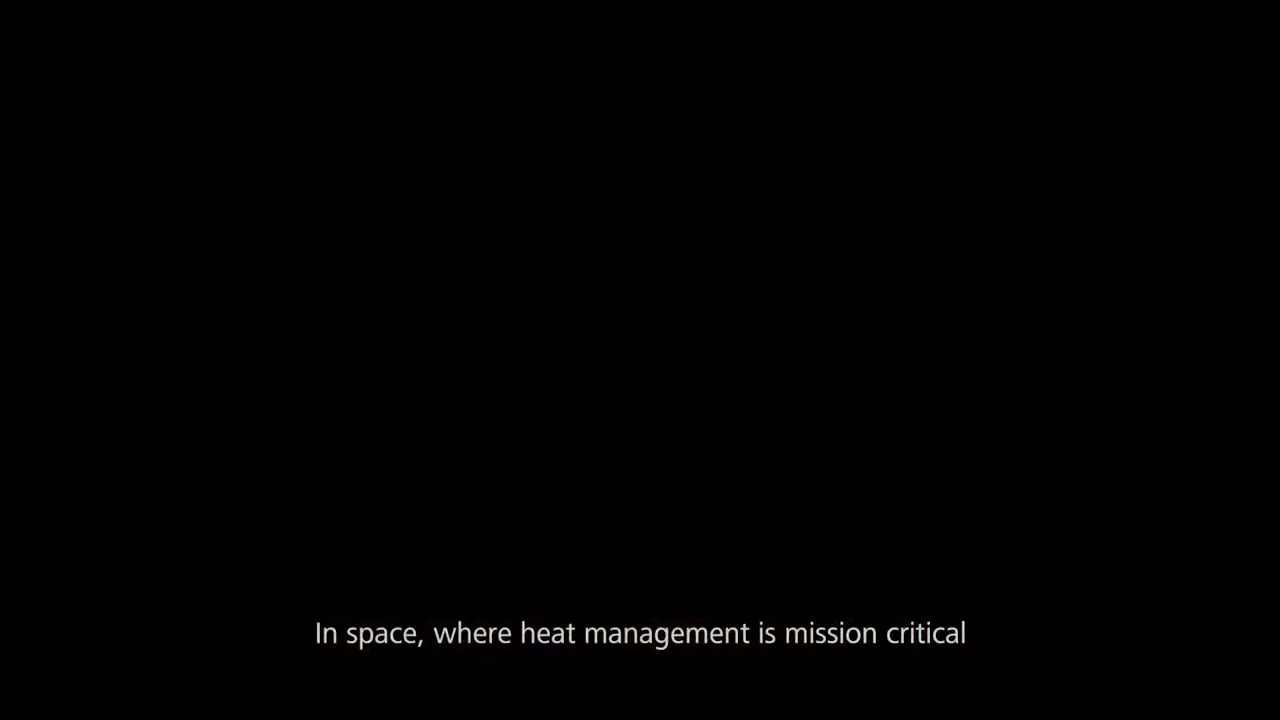 In space, where heat management is mission critical